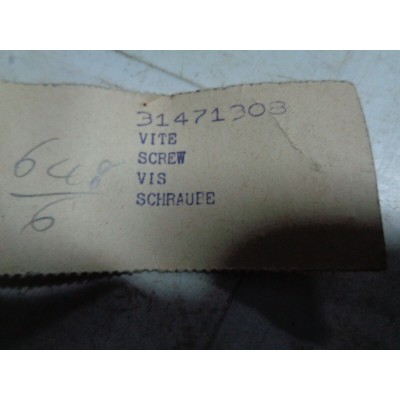 31471308
VITE
SCREW
VIS
SCHRAUBE
648
6